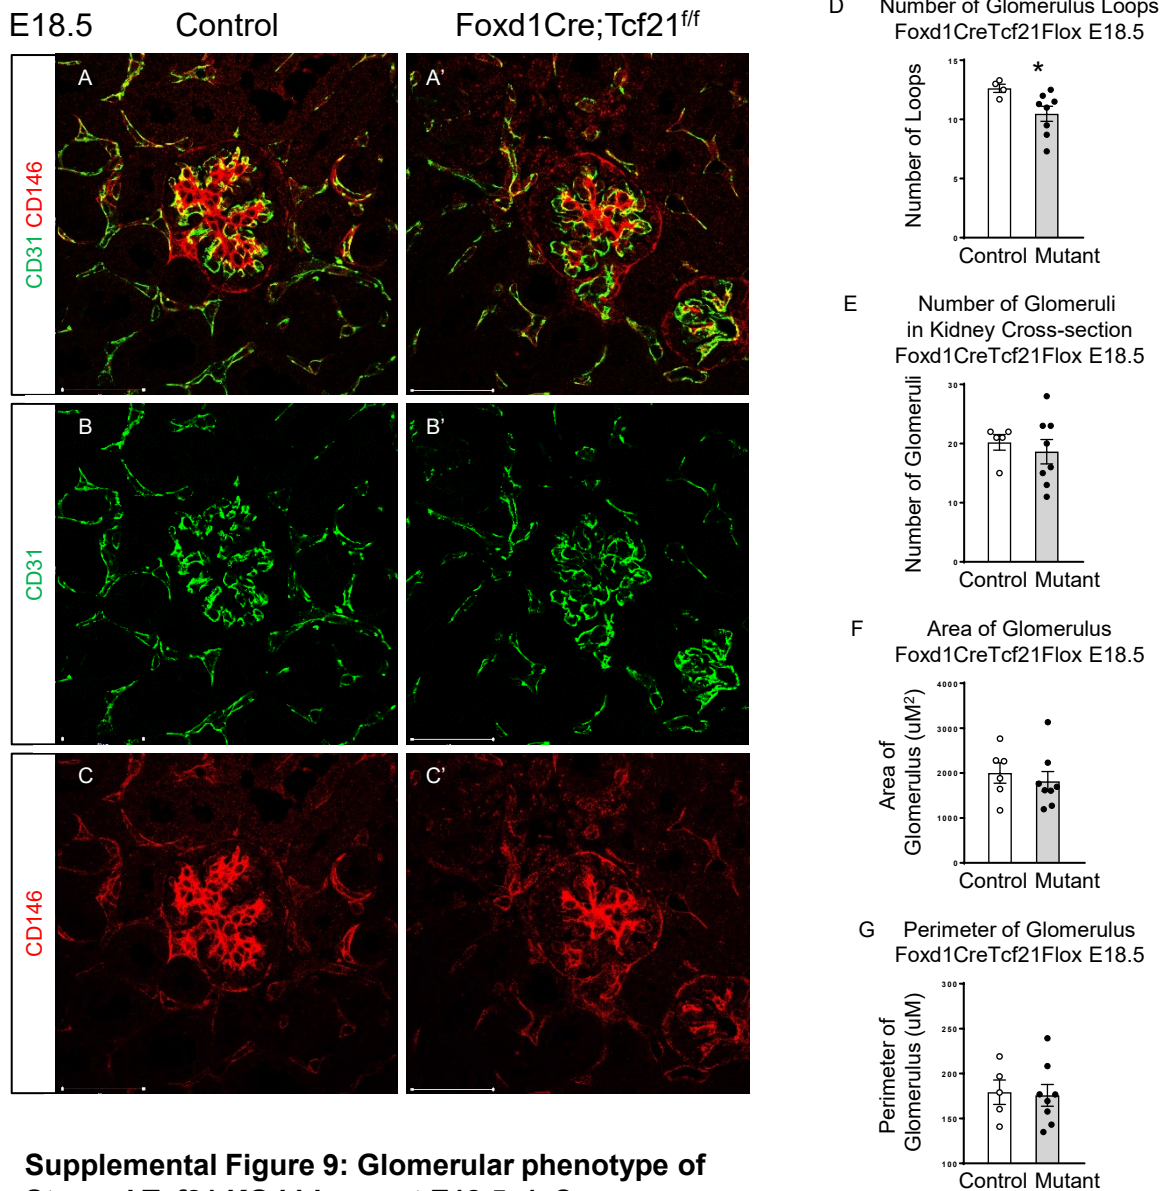 E18.5 Control Foxd1Cre;Tcf21f/f
CD31 CD146
A
A'
CD31
B
B'
CD146
C
C'
D Number of Glomerulus Loops
Foxd1CreTcf21Flox E18.5
Number of Loops
15
10
5
0
*
Control Mutant
E Number of Glomeruli
in Kidney Cross-section
Foxd1CreTcf21Flox E18.5
Number of Glomeruli
30
20
10
0
Control Mutant
F Area of Glomerulus
Foxd1CreTcf21Flox E18.5
Area of
Glomerulus (uM2)
4000
3000
2000
1000
0
Control Mutant
G Perimeter of Glomerulus
Foxd1CreTcf21Flox E18.5
Perimeter of
Glomerulus (uM)
300
250
200
150
100
Control Mutant
Supplemental Figure 9: Glomerular phenotype of